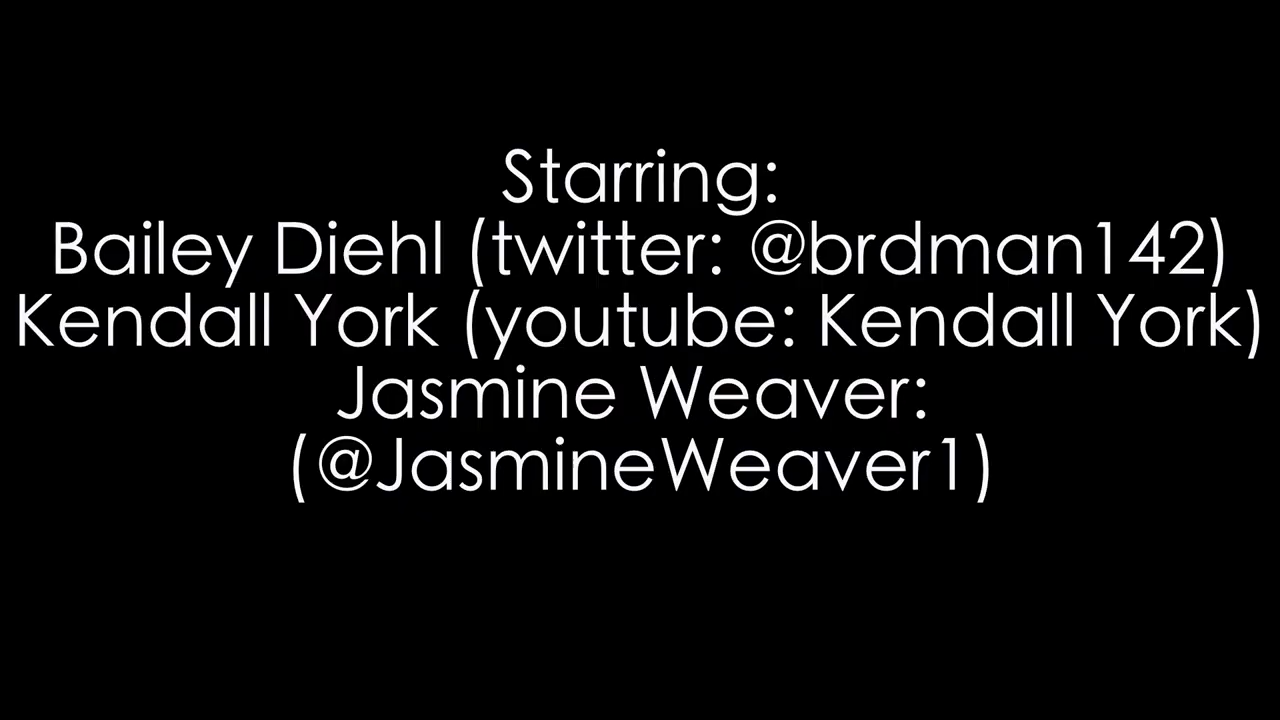 Starring:
Bailey Diehl (twitter: @brdman142)
Kendall York (youtube: Kendall York)
Jasmine Weaver:
(@JasmineWeaver1)